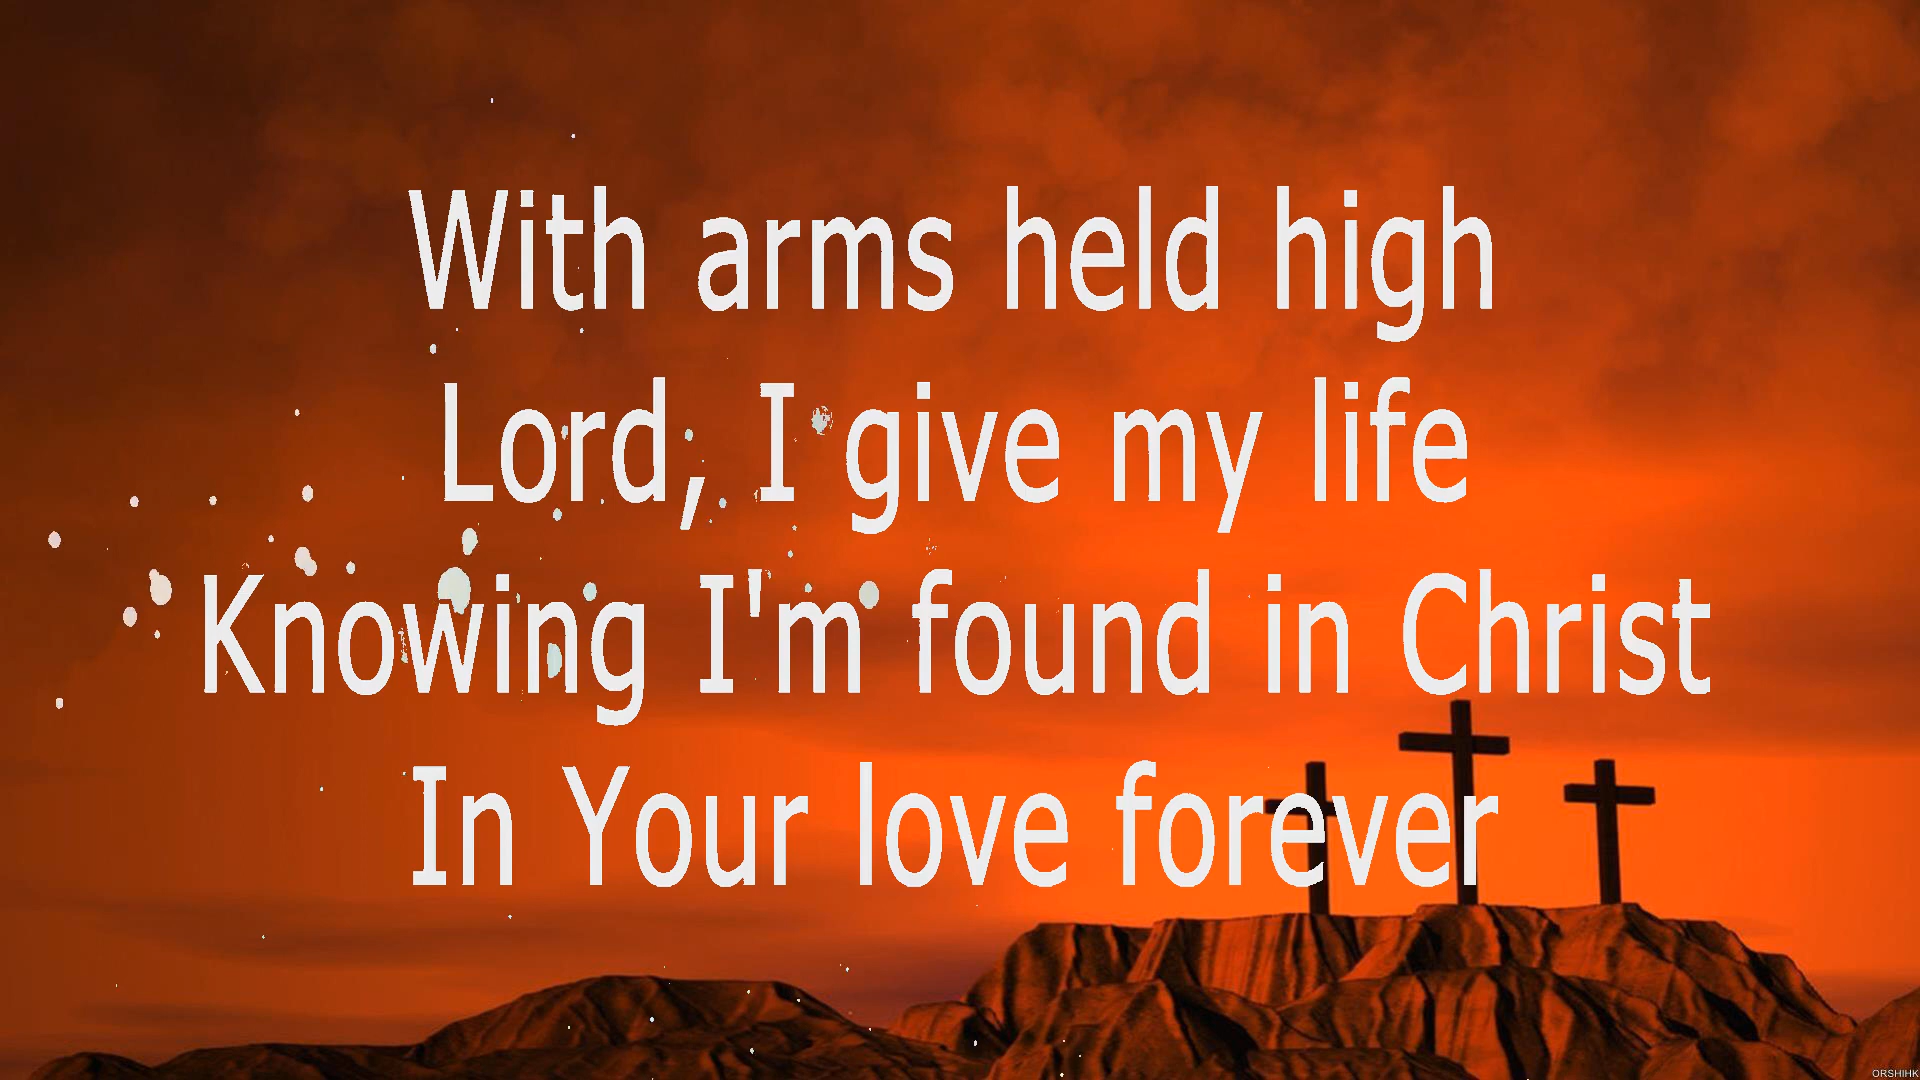 With arms held high
Lord, I give my life
Knowing I'm found in Christ
In Your love forever
ORSHIHK